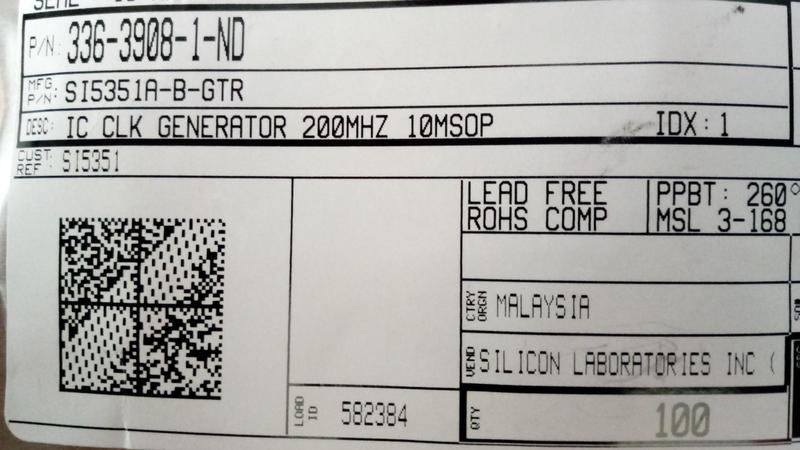 P/N: 336-3908-1-ND
MFG P/N: SI5351A-B-GTR
DESC: IC CLK GENERATOR 200MHZ 10MSOP IDX: 1
CUST REF: SI5351
LEAD FREE
ROHS COMP
PPBT: 260°
MSL 3-168
CTRY ORGN MALAYSIA
VEND SILICON LABORATORIES INC (
LOAD ID 582384
QTY 100